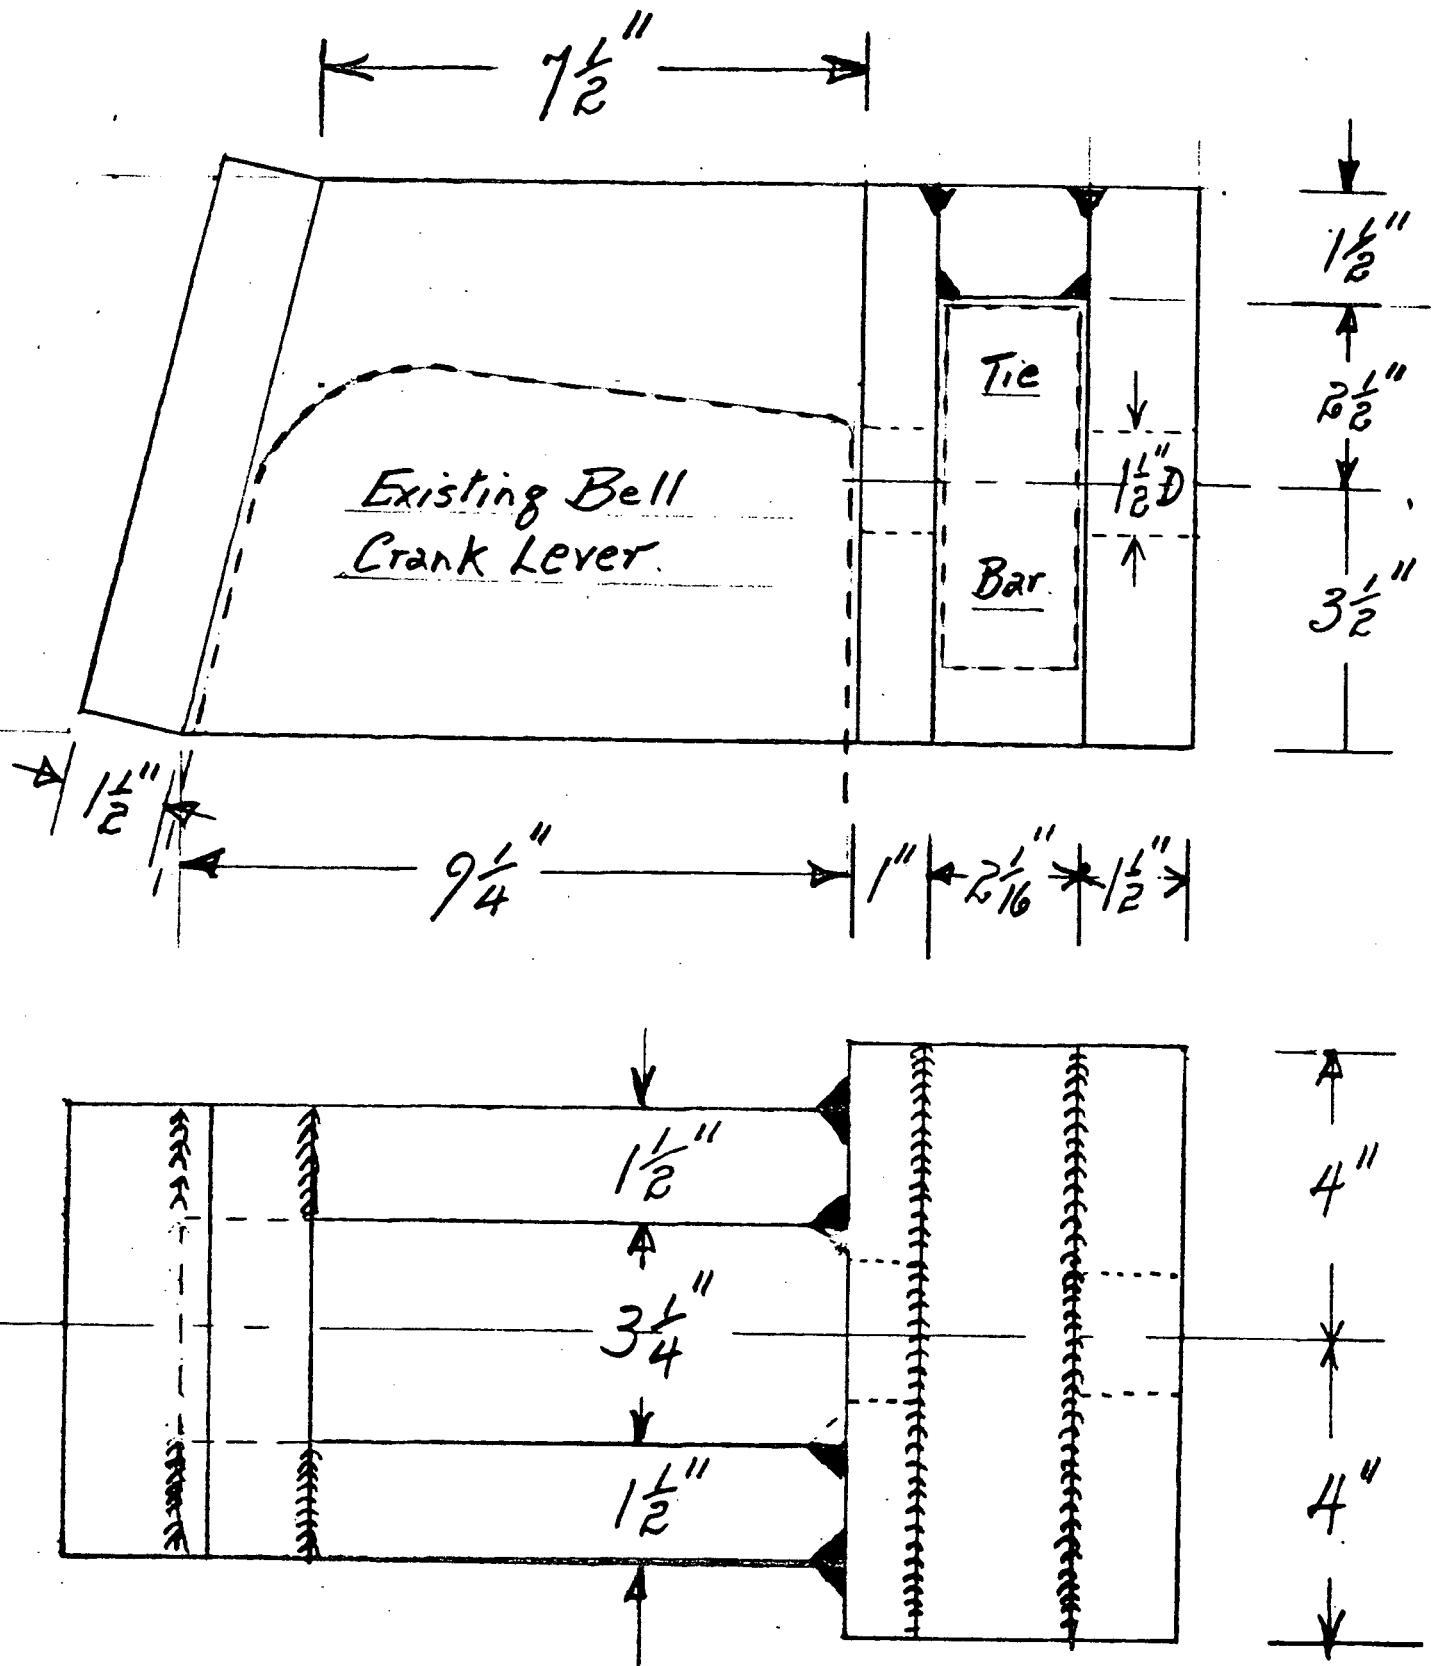 7 1/2"
1 1/2"
2 1/2"
Tie
1 1/2" D
Existing Bell
Crank Lever.
Bar.
3 1/2"
1 1/2"
9 1/4"
1"
2 1/16"
1 1/2"
1 1/2"
4"
3 1/4"
1 1/2"
4"